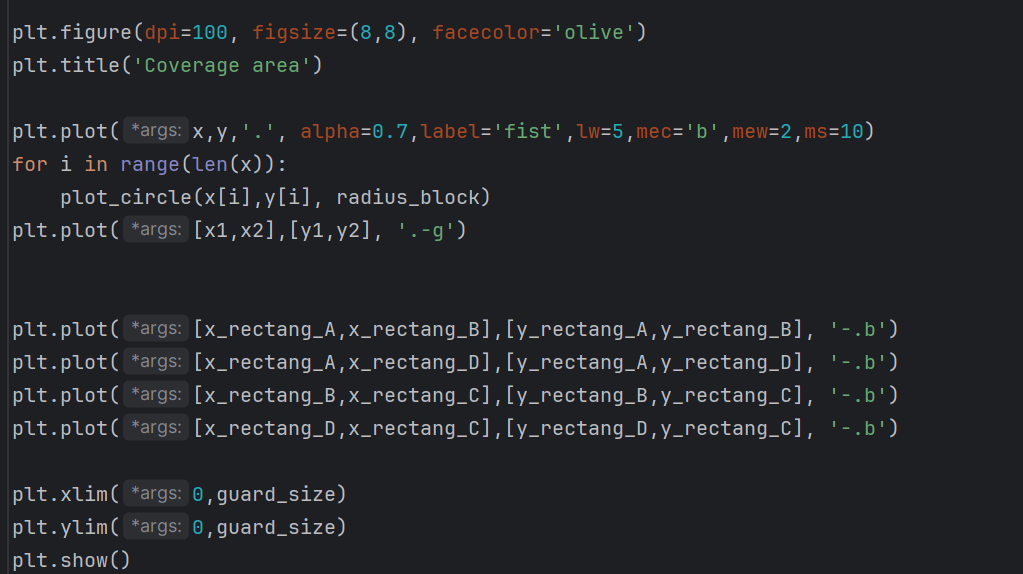 plt.figure(dpi=100, figsize=(8,8), facecolor='olive')
plt.title('Coverage area')
plt.plot( *args: x,y,'.', alpha=0.7,label='fist',lw=5,mec='b',mew=2,ms=10)
for i in range(len(x)):
    plot_circle(x[i],y[i], radius_block)
plt.plot( *args: [x1,x2],[y1,y2], '.-g')
plt.plot( *args: [x_rectang_A,x_rectang_B],[y_rectang_A,y_rectang_B], '-.b')
plt.plot( *args: [x_rectang_A,x_rectang_D],[y_rectang_A,y_rectang_D], '-.b')
plt.plot( *args: [x_rectang_B,x_rectang_C],[y_rectang_B,y_rectang_C], '-.b')
plt.plot( *args: [x_rectang_D,x_rectang_C],[y_rectang_D,y_rectang_C], '-.b')
plt.xlim( *args: 0,guard_size)
plt.ylim( *args: 0,guard_size)
plt.show()